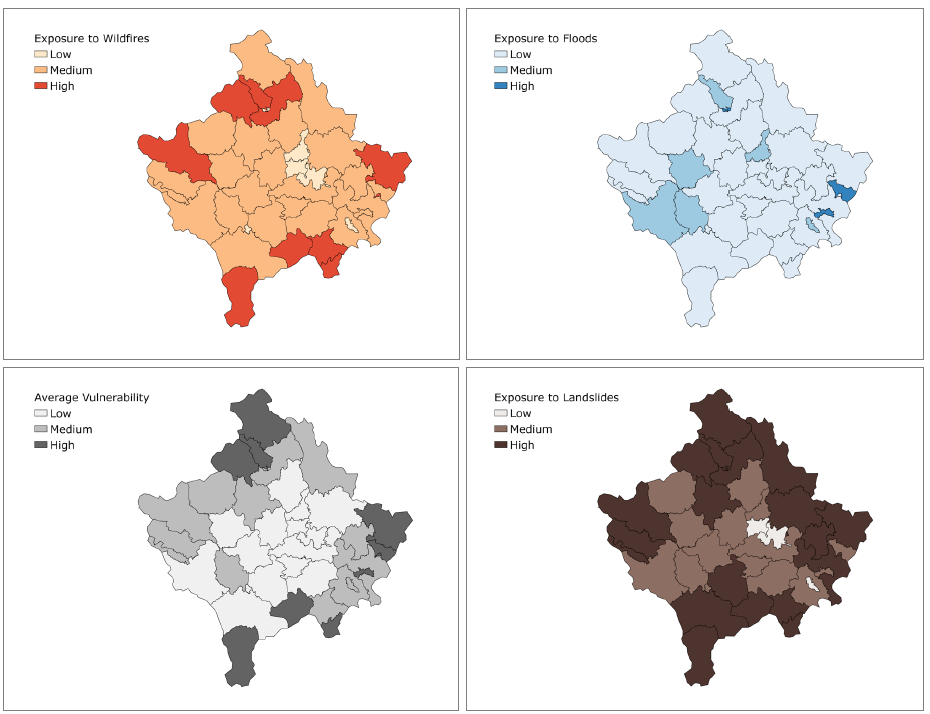 Exposure to Wildfires
Low
Medium
High
Exposure to Floods
Low
Medium
High
Average Vulnerability
Low
Medium
High
Exposure to Landslides
Low
Medium
High